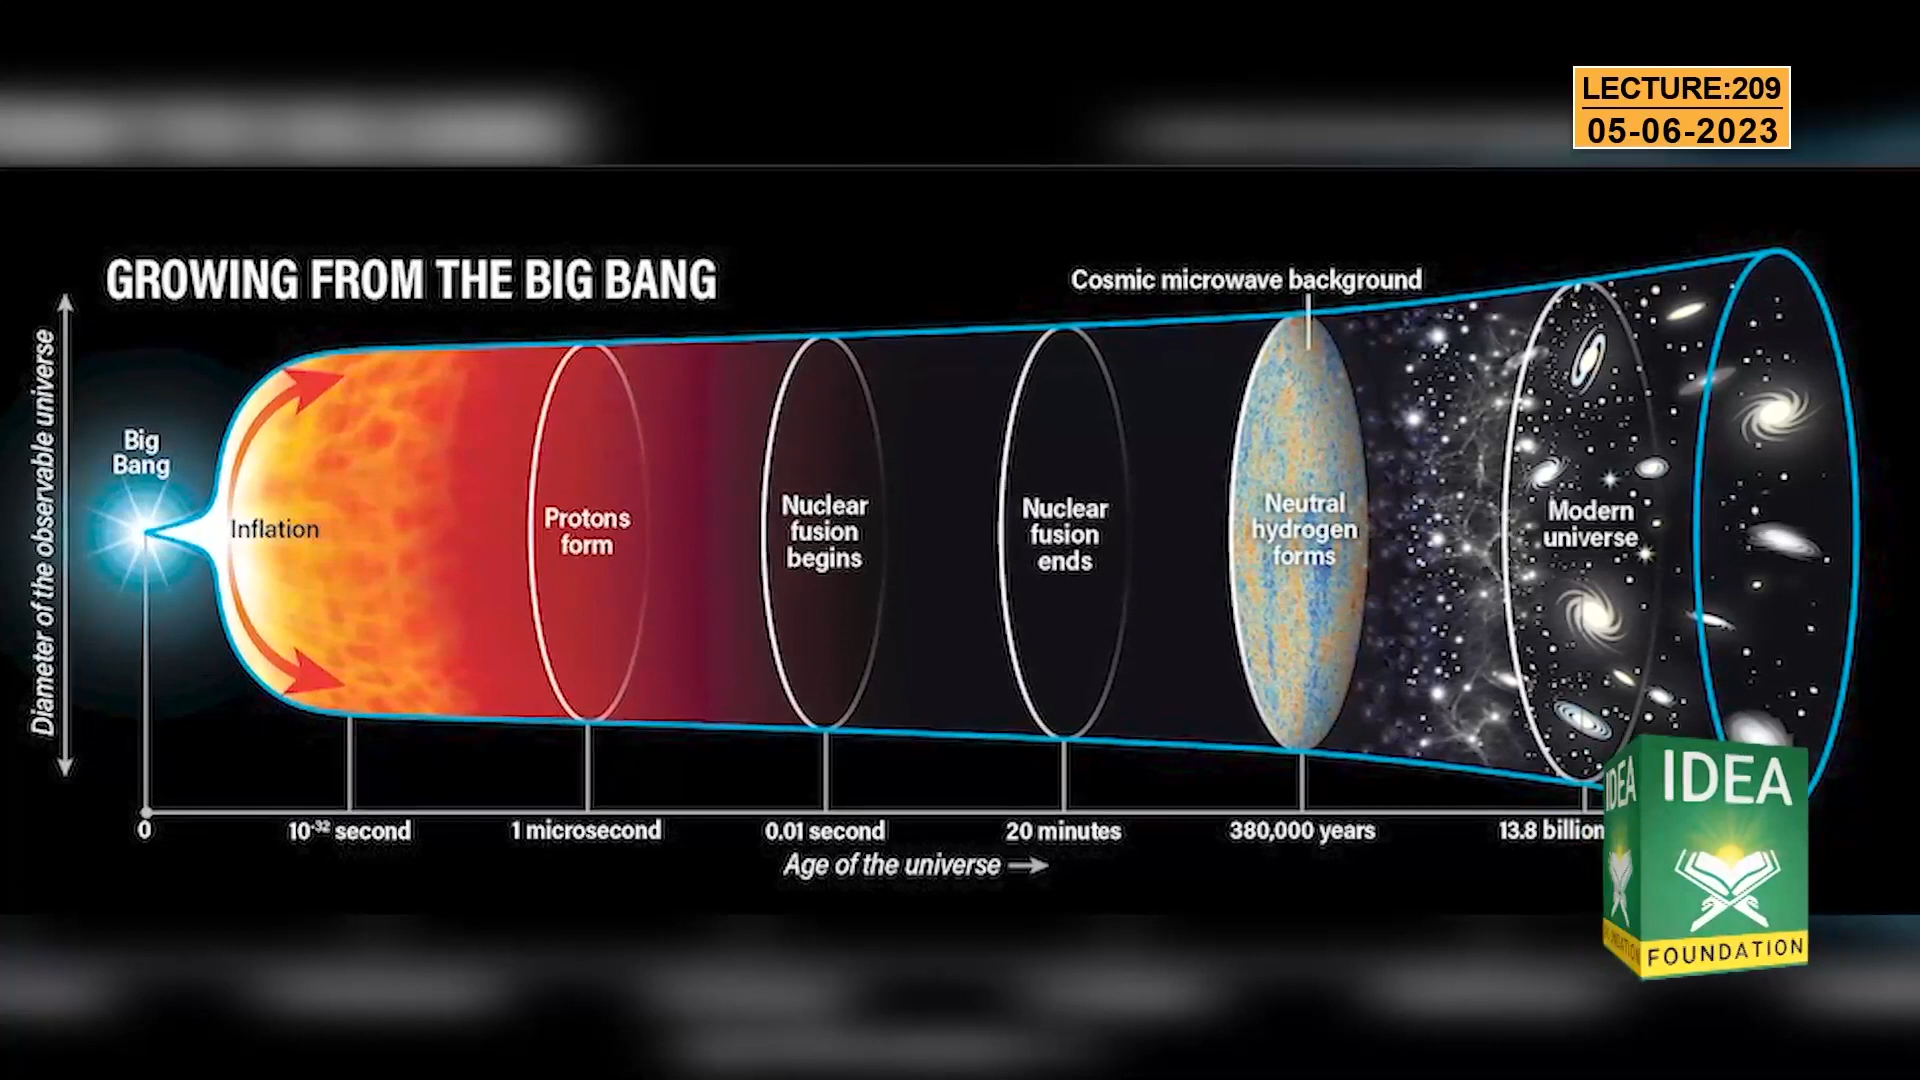 LECTURE:209
05-06-2023
GROWING FROM THE BIG BANG
Cosmic microwave background
Diameter of the observable universe
Big
Bang
Inflation
Protons
form
Nuclear
fusion
begins
Nuclear
fusion
ends
Neutral
hydrogen
forms
Modern
universe
0
10⁻³² second
1 microsecond
0.01 second
20 minutes
380,000 years
13.8 billion
Age of the universe
IDEA
IDEA
FOUNDATION